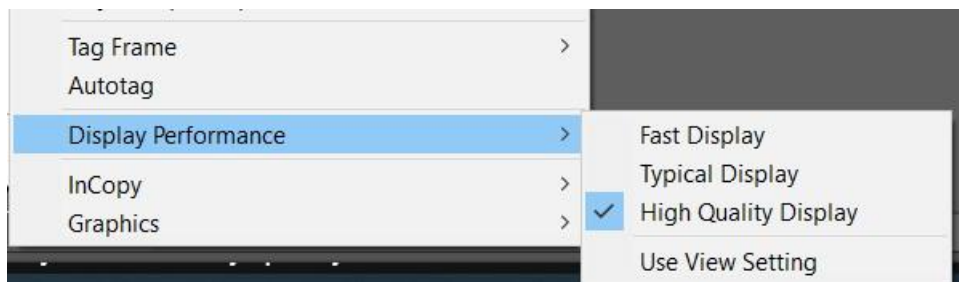 Tag Frame
Autotag
Display Performance
InCopy
Graphics
Fast Display
Typical Display
High Quality Display
Use View Setting